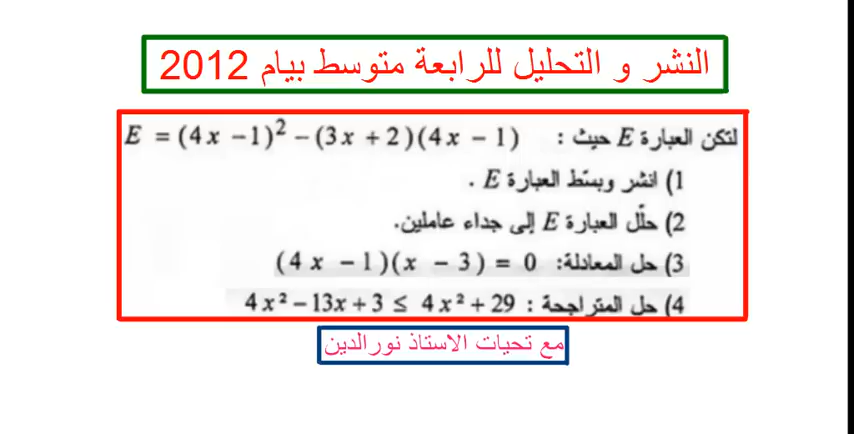 النشر و التحليل للرابعة متوسط بيام 2012
لتكن العبارة E حيث : E = (4x −1)² −(3x +2)(4x − 1)
1) انشر وبسّط العبارة E .
2) حلّل العبارة E إلى جداء عاملين.
3) حل المعادلة: (4x − 1)(x − 3) = 0
4) حل المتراجحة : 4x² −13x + 3 ≤ 4x² + 29
مع تحيات الاستاذ نورالدين